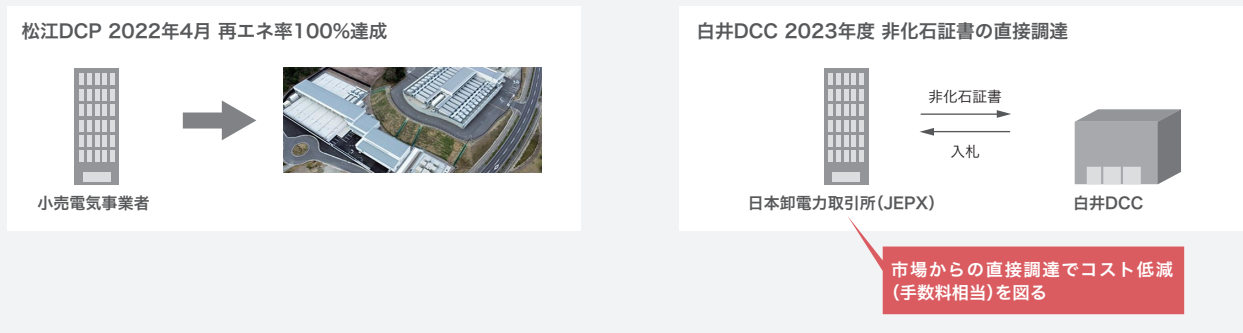 松江DCP 2022年4月 再エネ率100%達成
小売電気事業者
白井DCC 2023年度 非化石証書の直接調達
非化石証書
入札
日本卸電力取引所(JEPX)
白井DCC
市場からの直接調達でコスト低減
(手数料相当)を図る